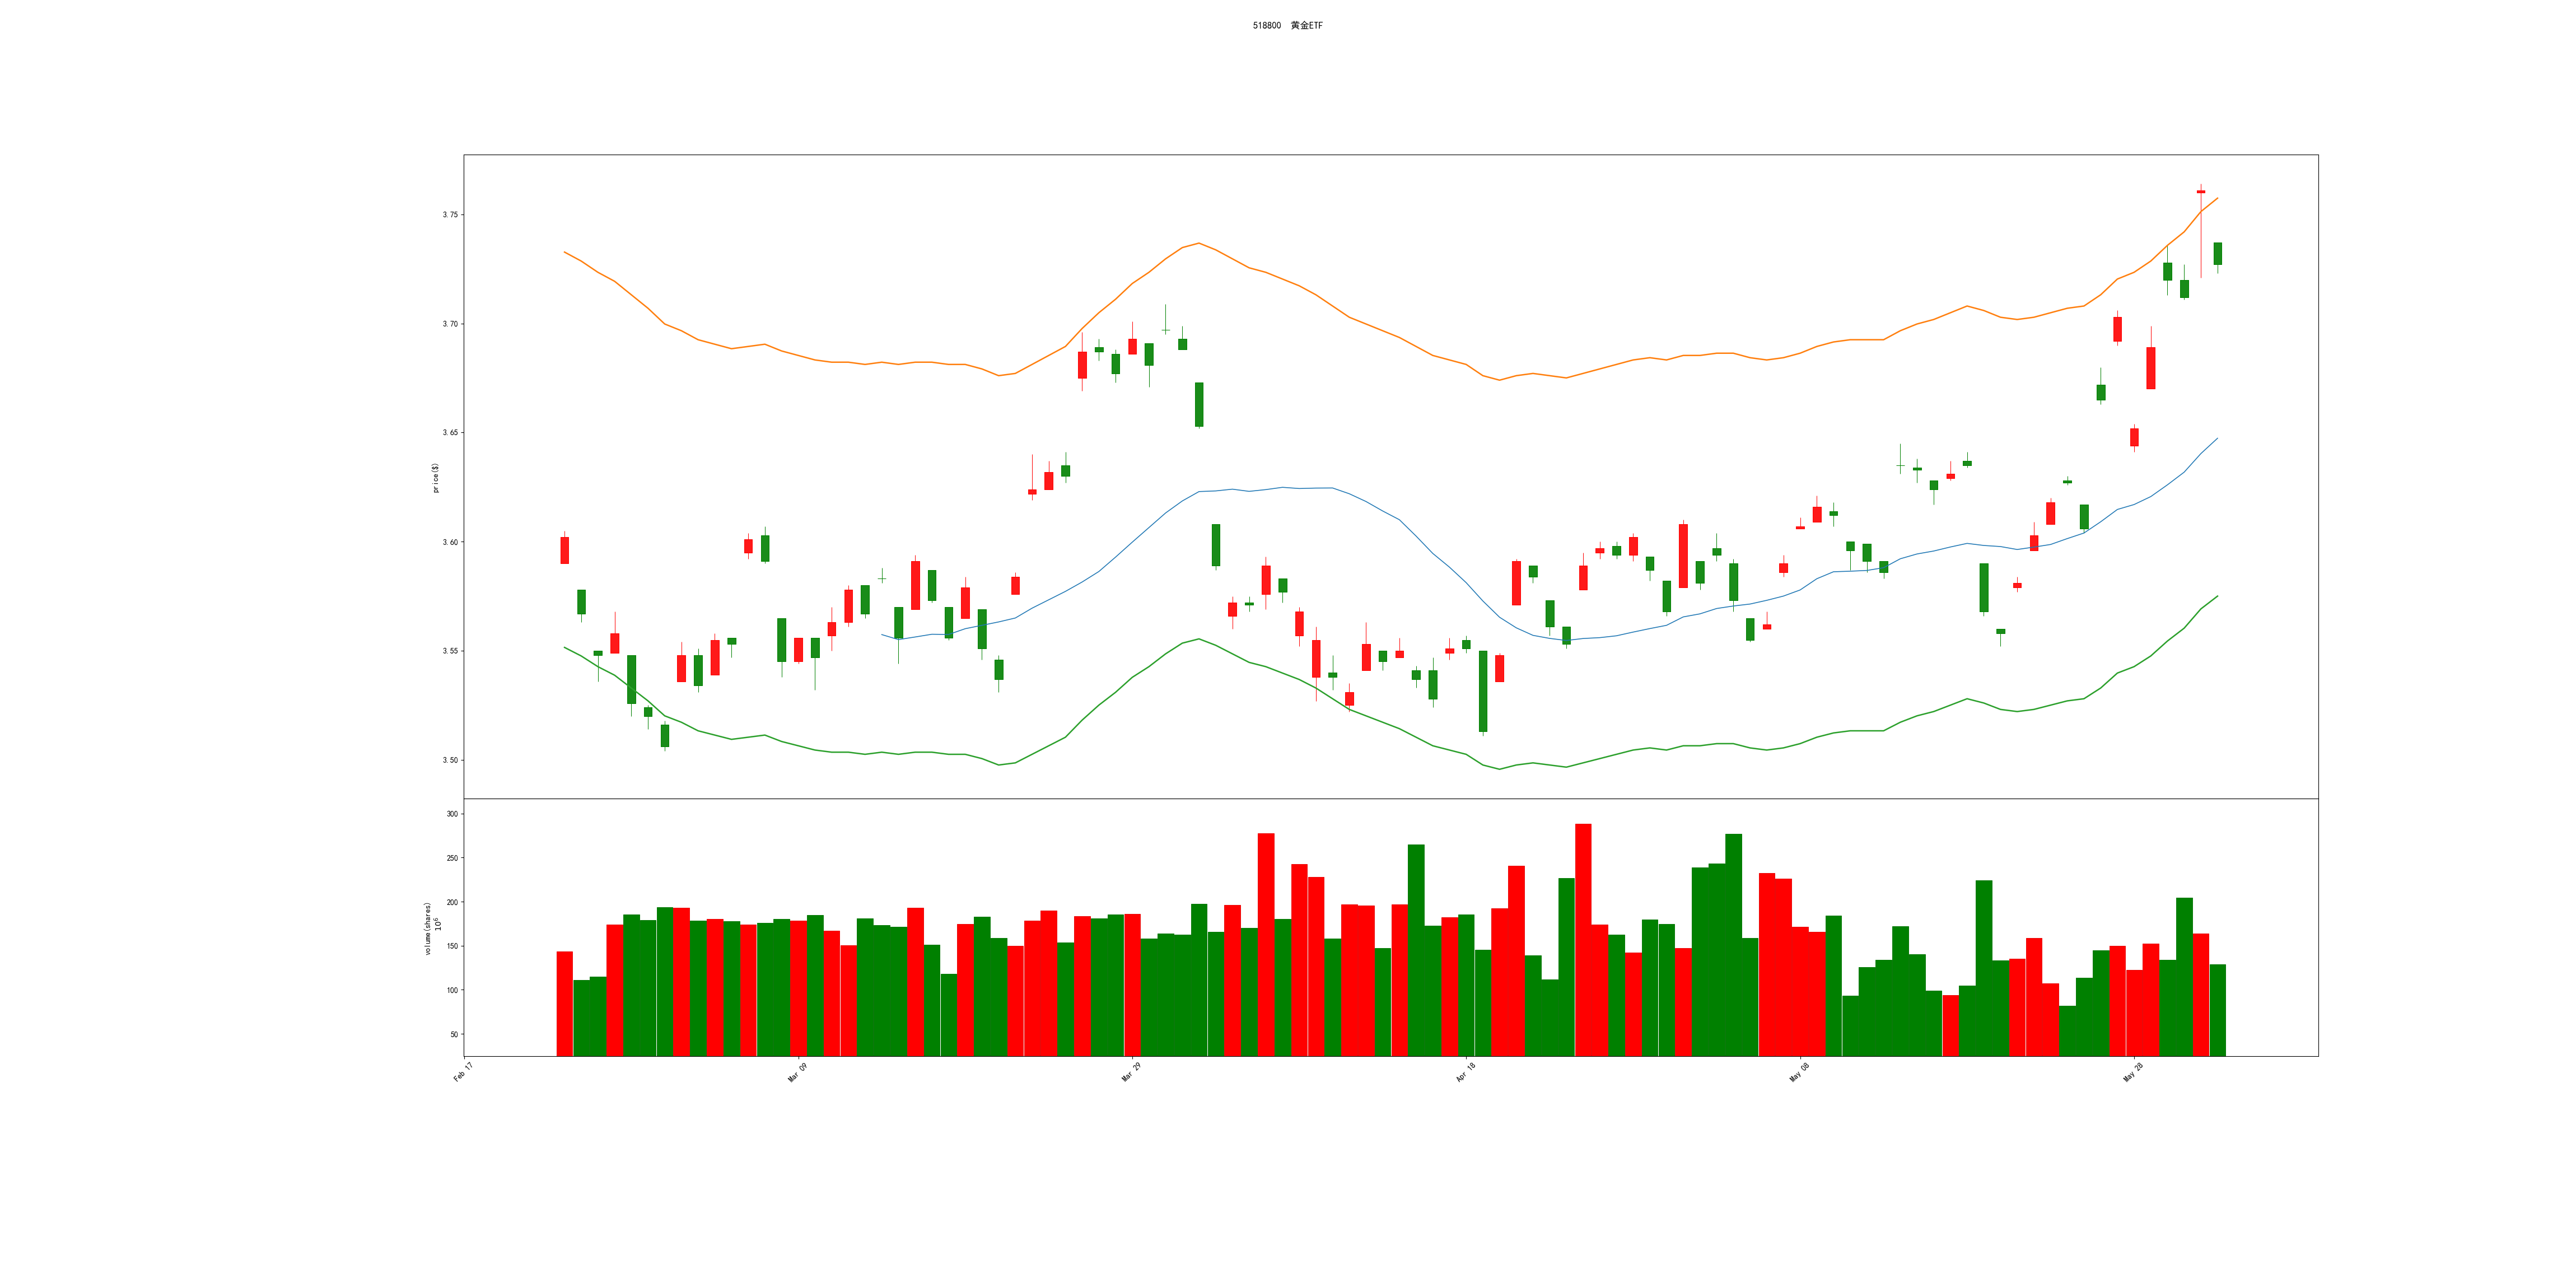 518800 黄金ETF
3.75
3.70
3.65
3.60
3.55
3.50
price($)
300
250
200
150
100
50
volume(shares)
10^6
Feb 17
Mar 09
Mar 29
Apr 18
May 08
May 28